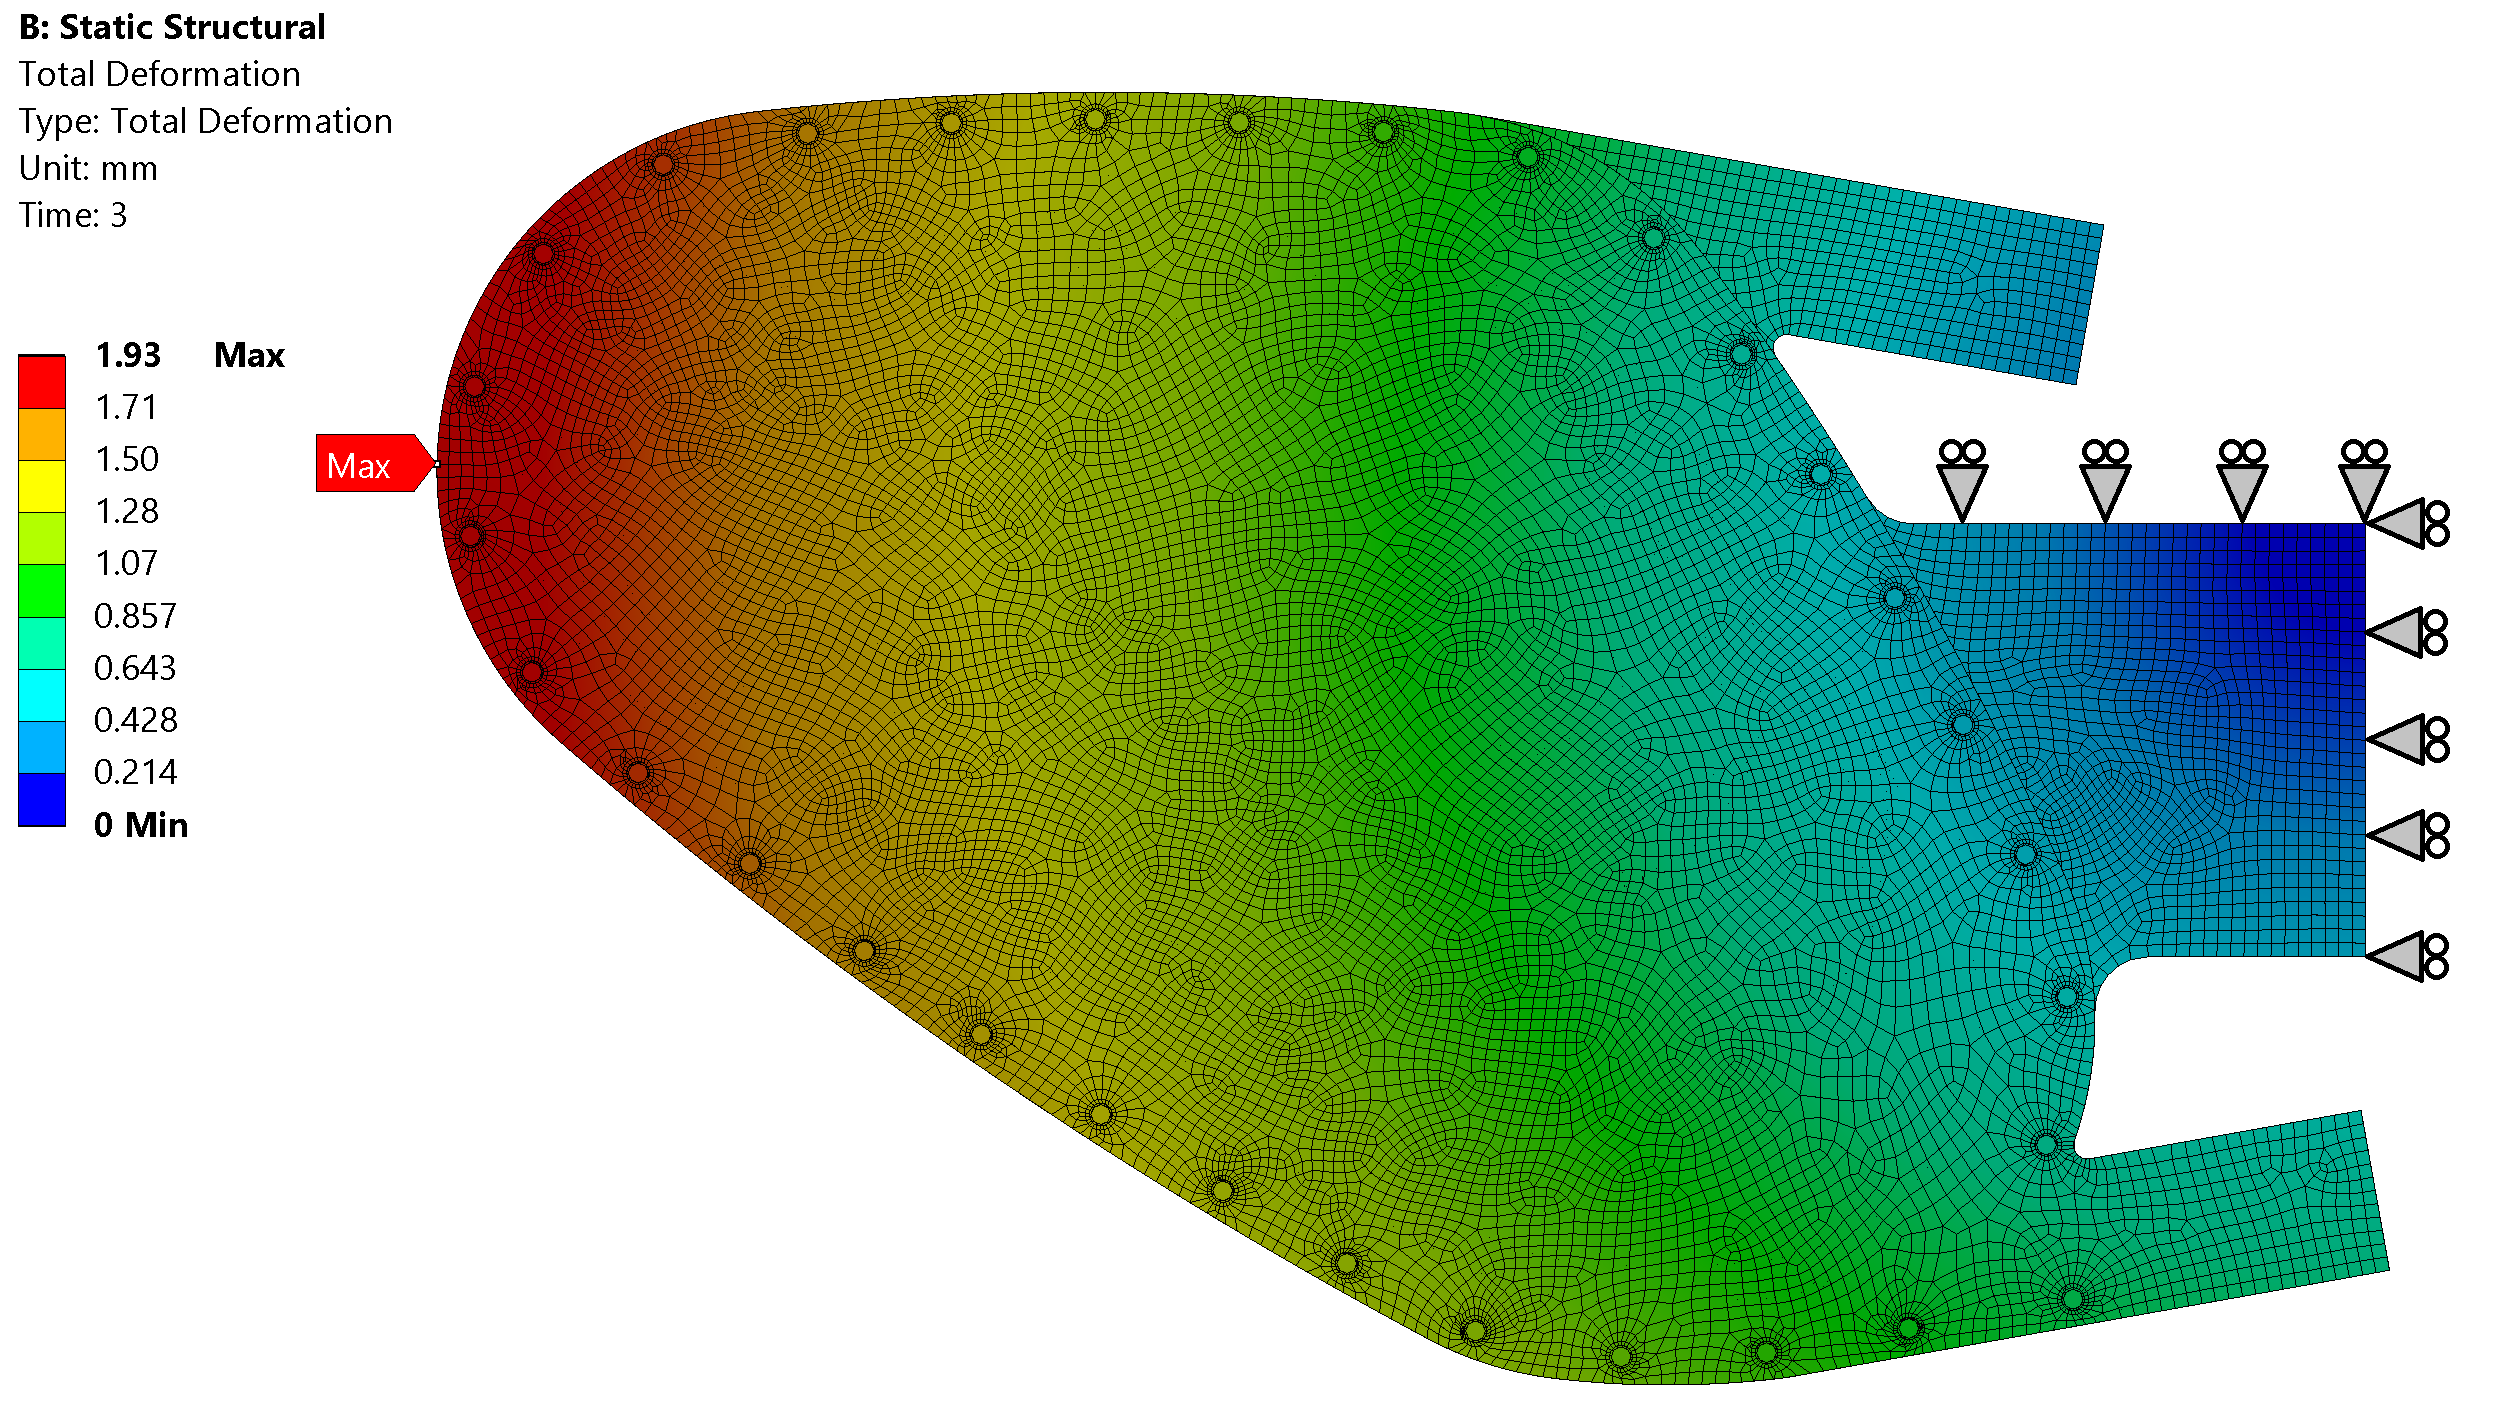 B: Static Structural
Total Deformation
Type: Total Deformation
Unit: mm
Time: 3
1.93 Max
1.71
1.50
1.28
1.07
0.857
0.643
0.428
0.214
0 Min
Max